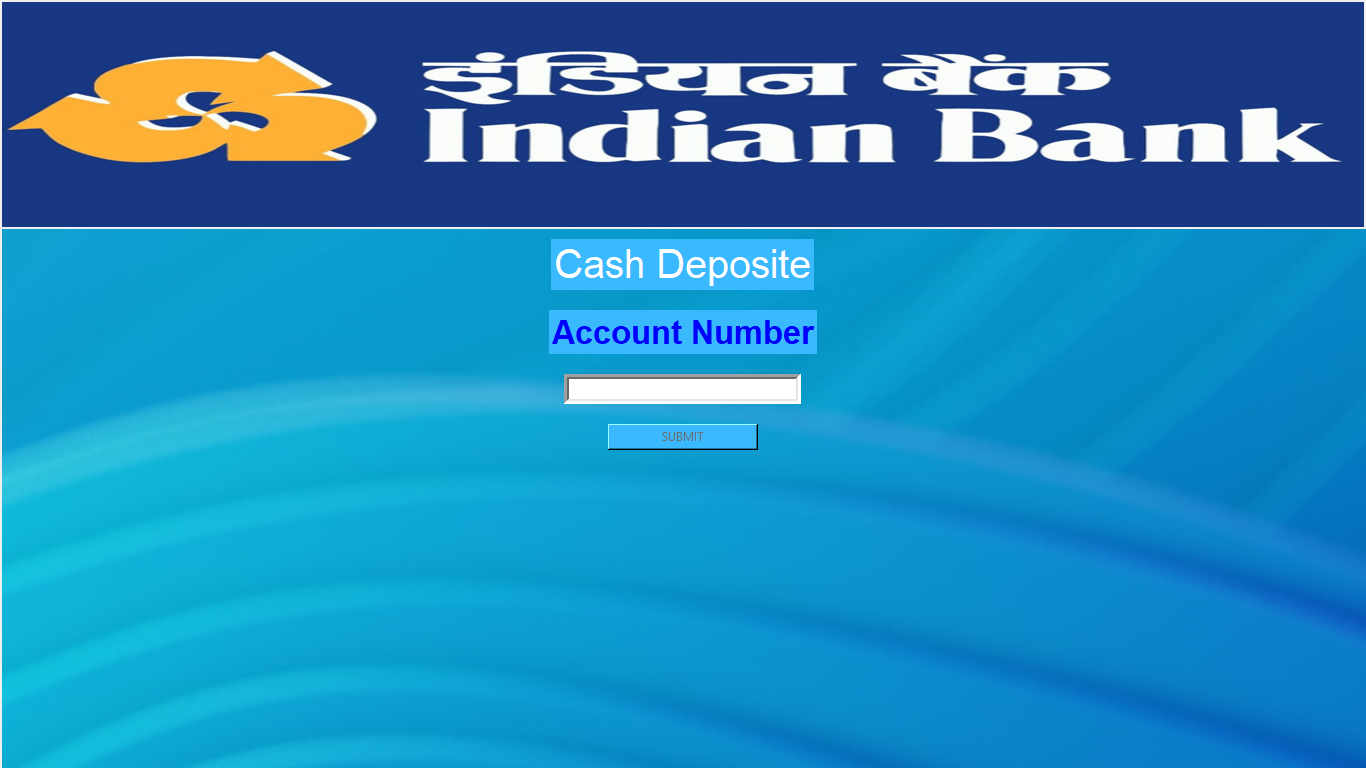 इंडियन बैंक
Indian Bank
Cash Deposite
Account Number
SUBMIT